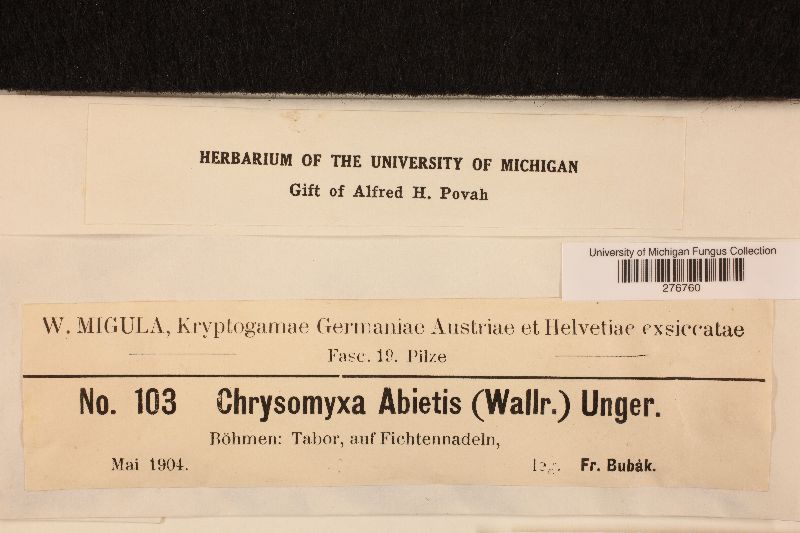 HERBARIUM OF THE UNIVERSITY OF MICHIGAN
Gift of Alfred H. Povah
University of Michigan Fungus Collection
276760
W. MIGULA, Kryptogamae Germaniae Austriae et Helvetiae exsiccatae
Fasc. 19. Pilze
No. 103 Chrysomyxa Abietis (Wallr.) Unger.
Böhmen: Tabor, auf Fichtennadeln,
Mai 1904. leg. Fr. Bubák.